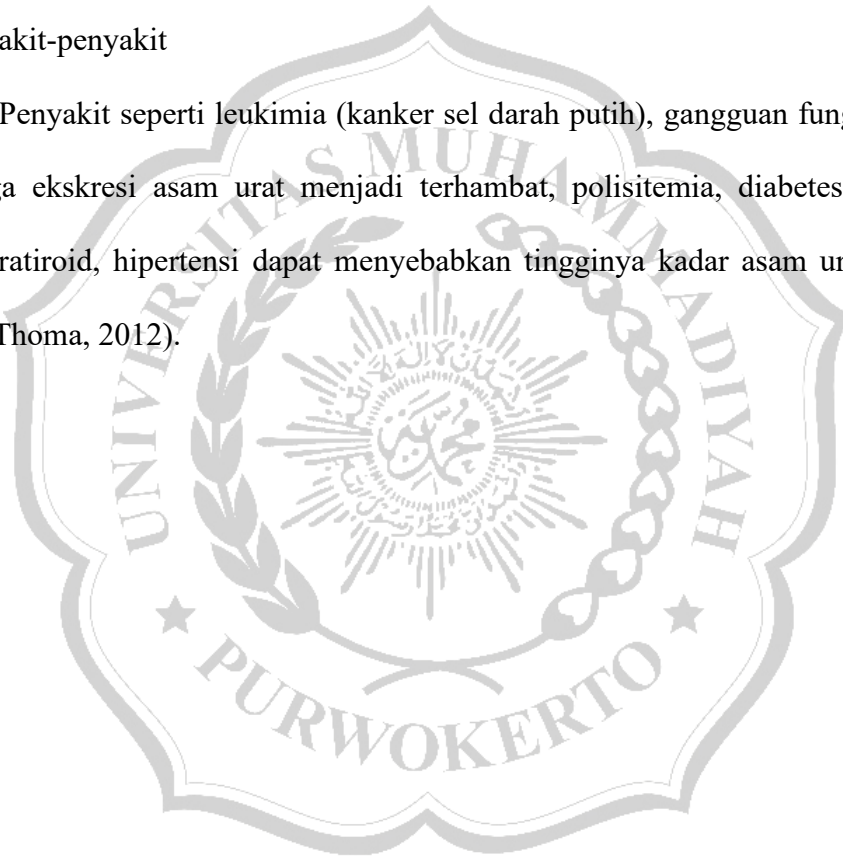 akit-penyakit
Penyakit seperti leukimia (kanker sel darah putih), gangguan fung
ga ekskresi asam urat menjadi terhambat, polisitemia, diabetes
ratiroid, hipertensi dapat menyebabkan tingginya kadar asam ur
Thoma, 2012).
UNIVERSITAS MUHAMMADIYAH
PURWOKERTO